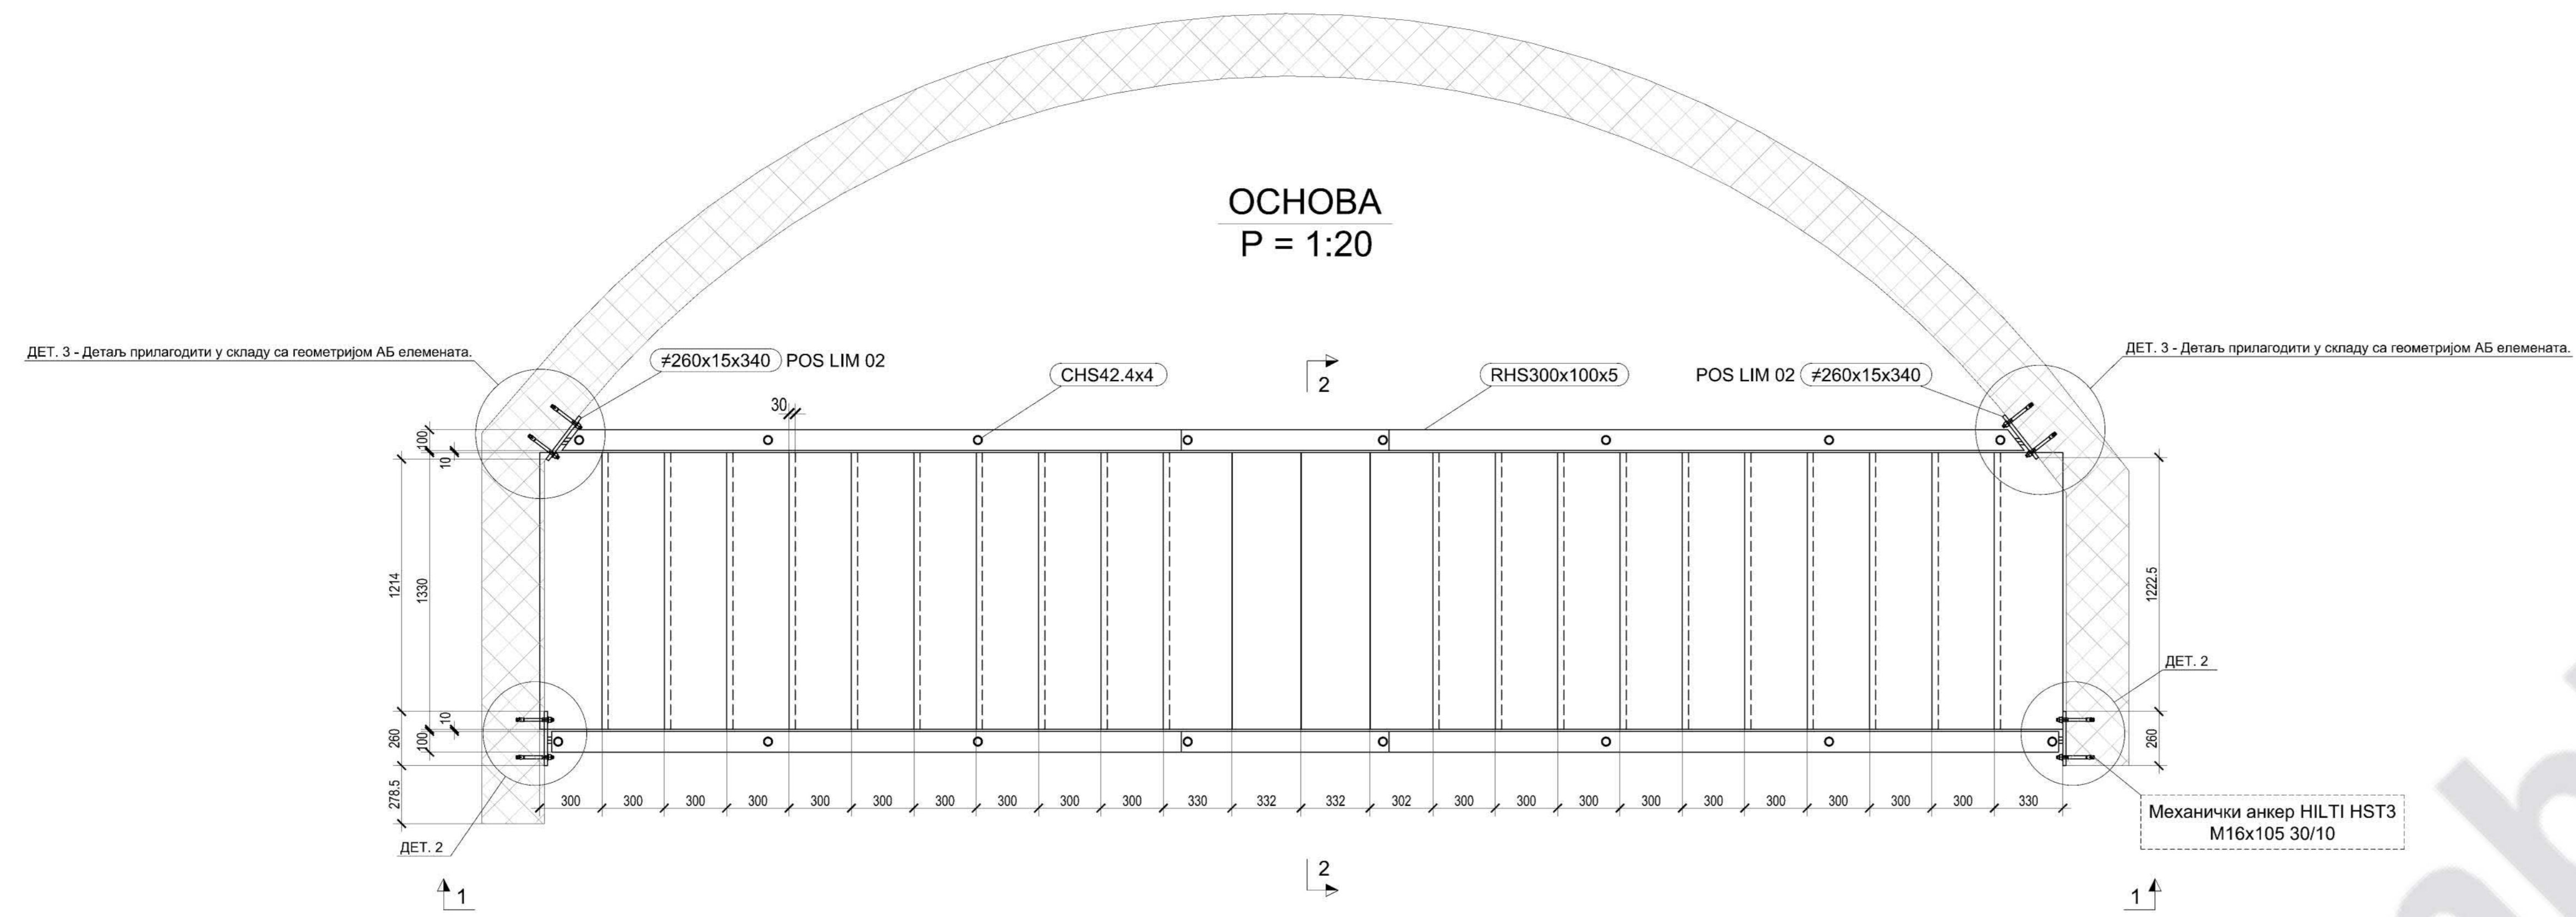 ОСНОВА
Р = 1:20
ДЕТ. 3 - Детаљ прилагодити у складу са геометријом АБ елемената.
≠260x15x340 POS LIM 02
CHS42.4x4
2
RHS300x100x5
POS LIM 02 ≠260x15x340
ДЕТ. 3 - Детаљ прилагодити у складу са геометријом АБ елемената.
30
100
10
1214
1330
1222.5
ДЕТ. 2
10
260
100
260
278.5
300 300 300 300 300 300 300 300 300 300 330 332 332 302 300 300 300 300 300 300 300 300 300 330
Механички анкер HILTI HST3
M16x105 30/10
ДЕТ. 2
2
1
1